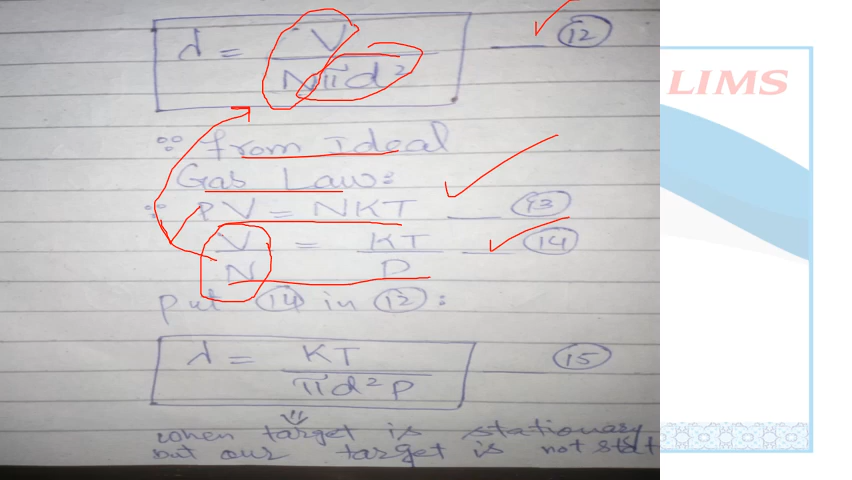 λ = V / Nπd² — (12)
LIMS
∵ from Ideal
Gas Law:
∵ PV = NKT — (13)
V/N = KT/P — (14)
put (14) in (12):
λ = KT / πd²P — (15)
when target is stationary
but our target is not stat